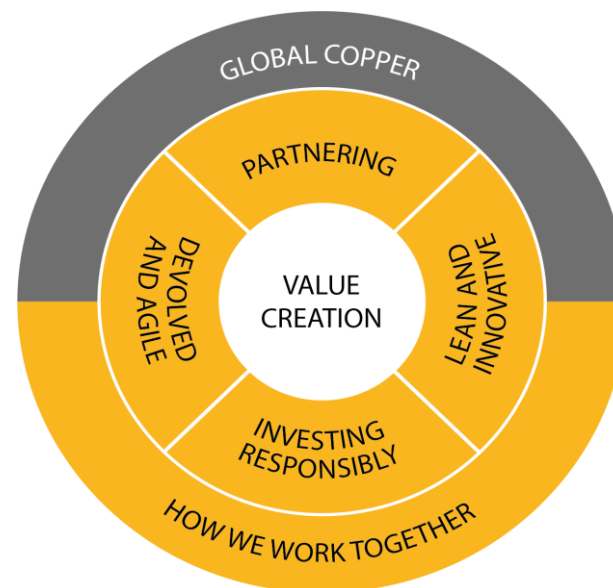 GLOBAL COPPER
PARTNERING
DEVOLVED
AND AGILE
VALUE
CREATION
LEAN AND
INNOVATIVE
INVESTING
RESPONSIBLY
HOW WE WORK TOGETHER